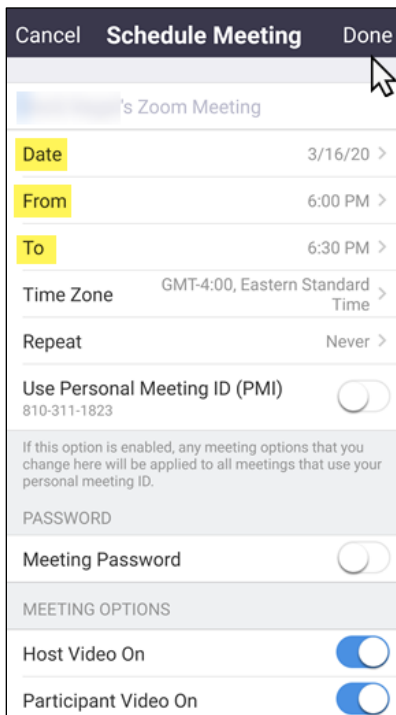 Cancel Schedule Meeting Done
's Zoom Meeting
Date 3/16/20 >
From 6:00 PM >
To 6:30 PM >
Time Zone GMT-4:00, Eastern Standard Time >
Repeat Never >
Use Personal Meeting ID (PMI)
810-311-1823
If this option is enabled, any meeting options that you
change here will be applied to all meetings that use your
personal meeting ID.
PASSWORD
Meeting Password
MEETING OPTIONS
Host Video On
Participant Video On